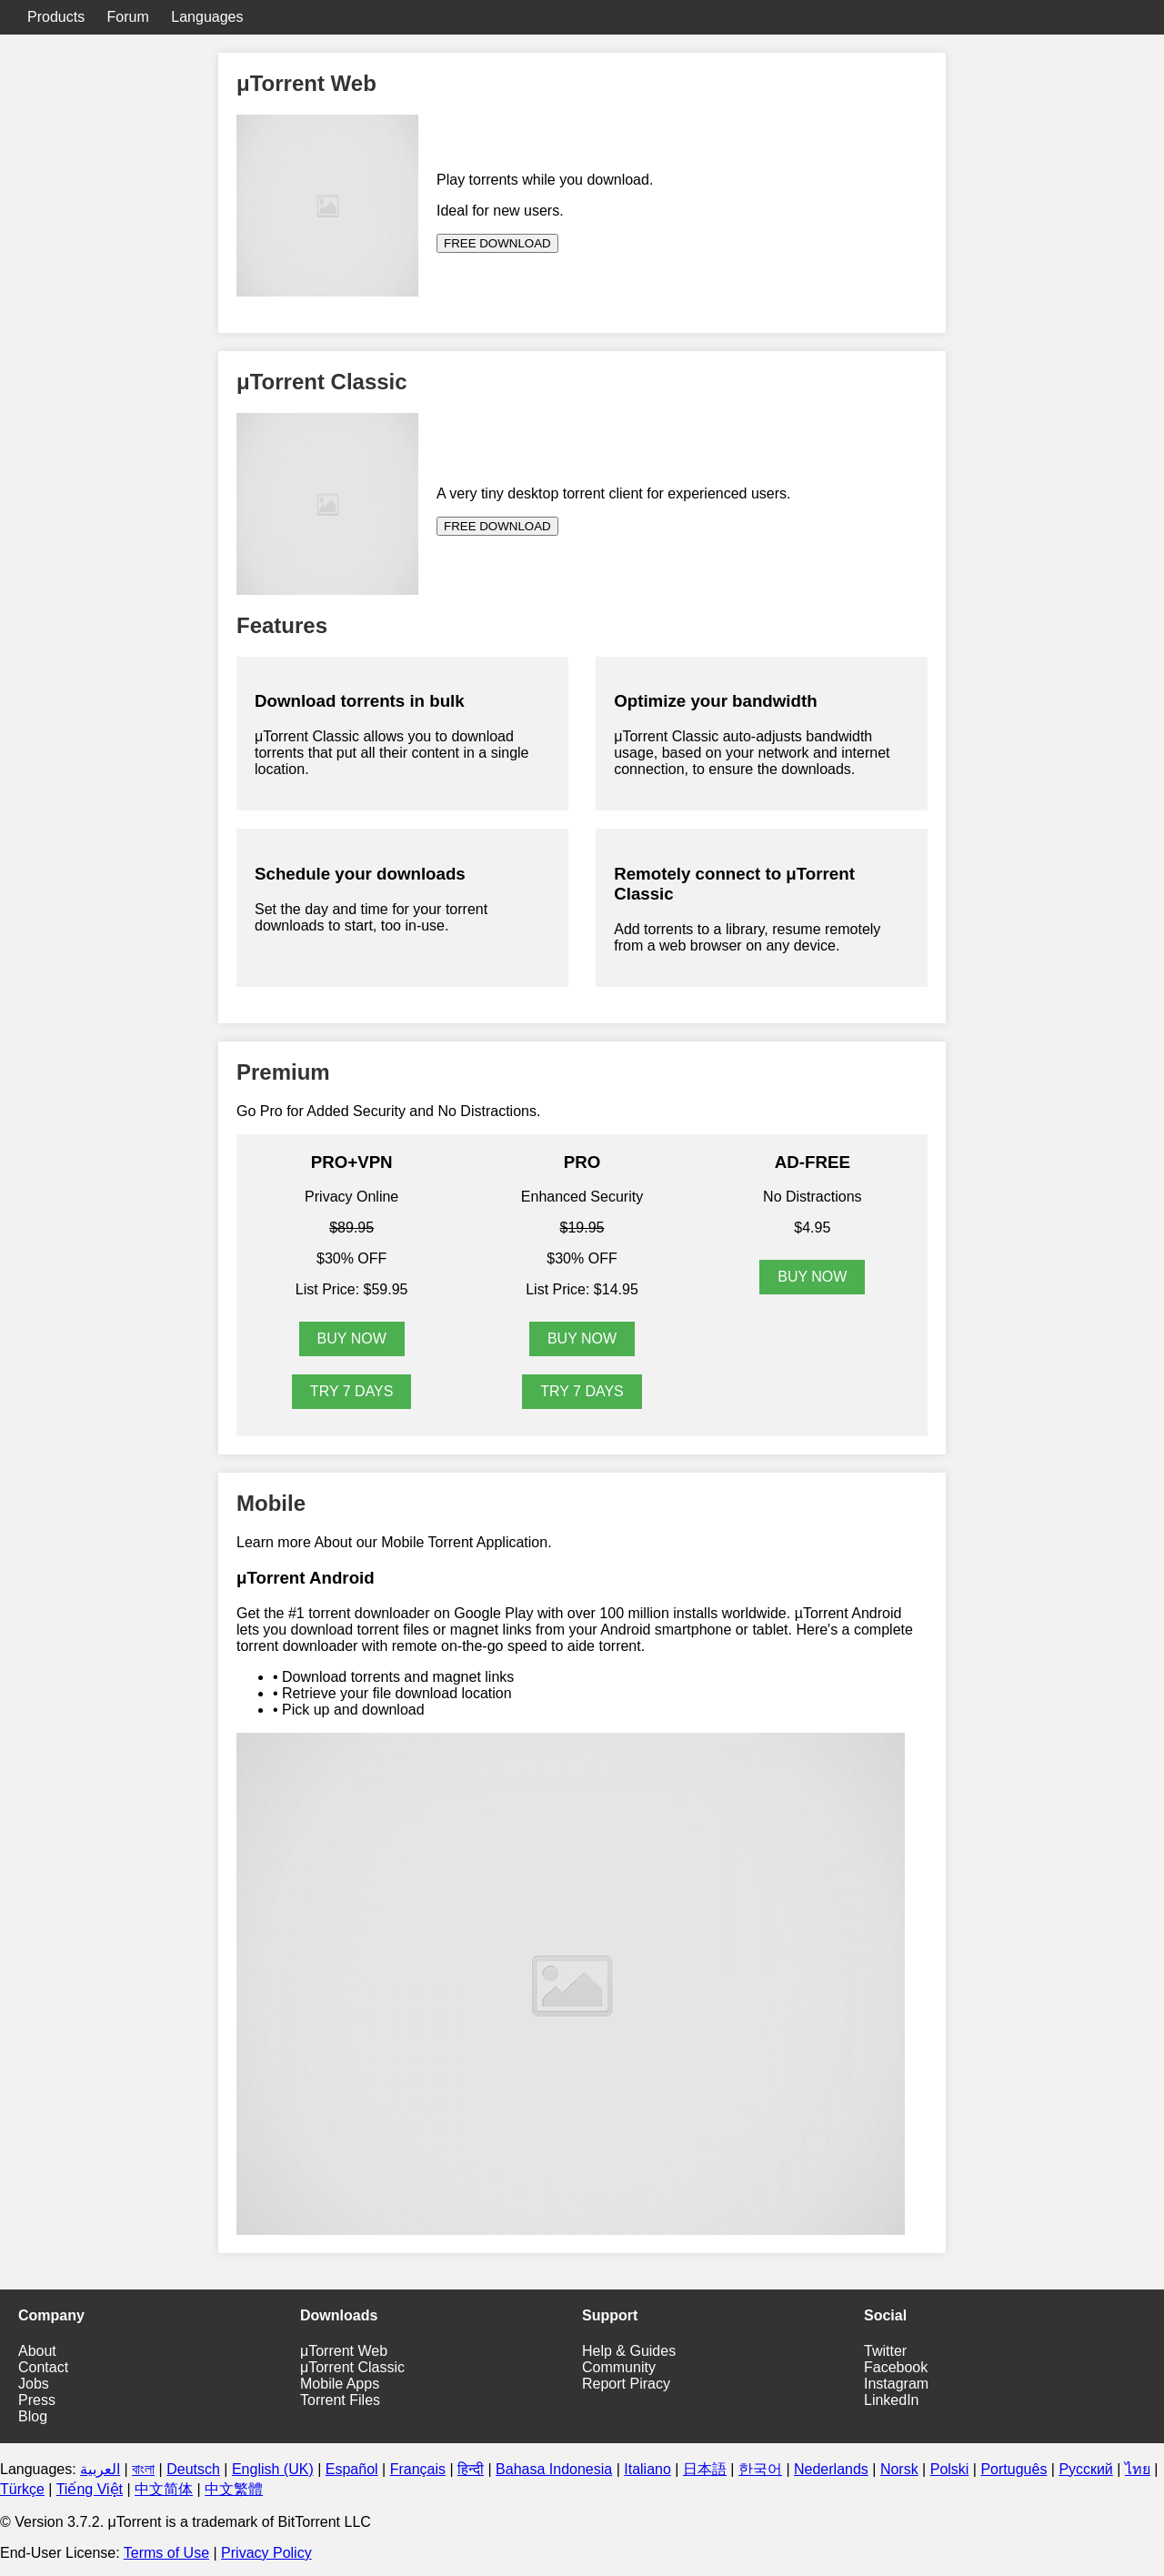 Products Forum Languages
μTorrent Web
Play torrents while you download.
Ideal for new users.
FREE DOWNLOAD
μTorrent Classic
A very tiny desktop torrent client for experienced users.
FREE DOWNLOAD
Features
Download torrents in bulk
μTorrent Classic allows you to download
torrents that put all their content in a single
location.
Optimize your bandwidth
μTorrent Classic auto-adjusts bandwidth
usage, based on your network and internet
connection, to ensure the downloads.
Schedule your downloads
Set the day and time for your torrent
downloads to start, too in-use.
Remotely connect to μTorrent
Classic
Add torrents to a library, resume remotely
from a web browser on any device.
Premium
Go Pro for Added Security and No Distractions.
PRO+VPN
Privacy Online
$89.95
$30% OFF
List Price: $59.95
BUY NOW
TRY 7 DAYS
PRO
Enhanced Security
$19.95
$30% OFF
List Price: $14.95
BUY NOW
TRY 7 DAYS
AD-FREE
No Distractions
$4.95
BUY NOW
Mobile
Learn more About our Mobile Torrent Application.
μTorrent Android
Get the #1 torrent downloader on Google Play with over 100 million installs worldwide. μTorrent Android
lets you download torrent files or magnet links from your Android smartphone or tablet. Here's a complete
torrent downloader with remote on-the-go speed to aide torrent.
• • Download torrents and magnet links
• • Retrieve your file download location
• • Pick up and download
Company
About
Contact
Jobs
Press
Blog
Downloads
μTorrent Web
μTorrent Classic
Mobile Apps
Torrent Files
Support
Help & Guides
Community
Report Piracy
Social
Twitter
Facebook
Instagram
LinkedIn
Languages: العربية | বাংলা | Deutsch | English (UK) | Español | Français | हिन्दी | Bahasa Indonesia | Italiano | 日本語 | 한국어 | Nederlands | Norsk | Polski | Português | Русский | ไทย |
Türkçe | Tiếng Việt | 中文简体 | 中文繁體
© Version 3.7.2. μTorrent is a trademark of BitTorrent LLC
End-User License: Terms of Use | Privacy Policy